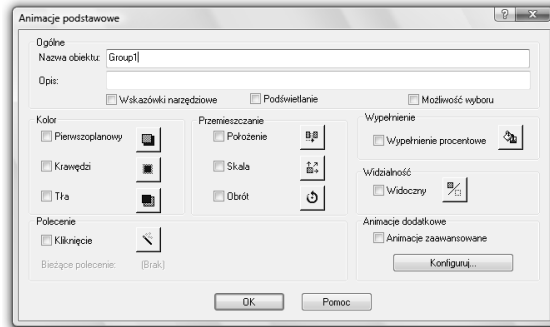 Animacje podstawowe
Ogólne
Nazwa obiektu: Group1
Opis:
Wskazówki narzędziowe Podświetlanie Możliwość wyboru
Kolor Przemieszczanie Wypełnienie
Pierwszoplanowy Położenie Wypełnienie procentowe
Krawędzi Skala Widzialność
Tła Obrót Widoczny
Polecenie Animacje dodatkowe
Kliknięcie Animacje zaawansowane
Bieżące polecenie: (Brak) Konfiguruj...
OK Pomoc